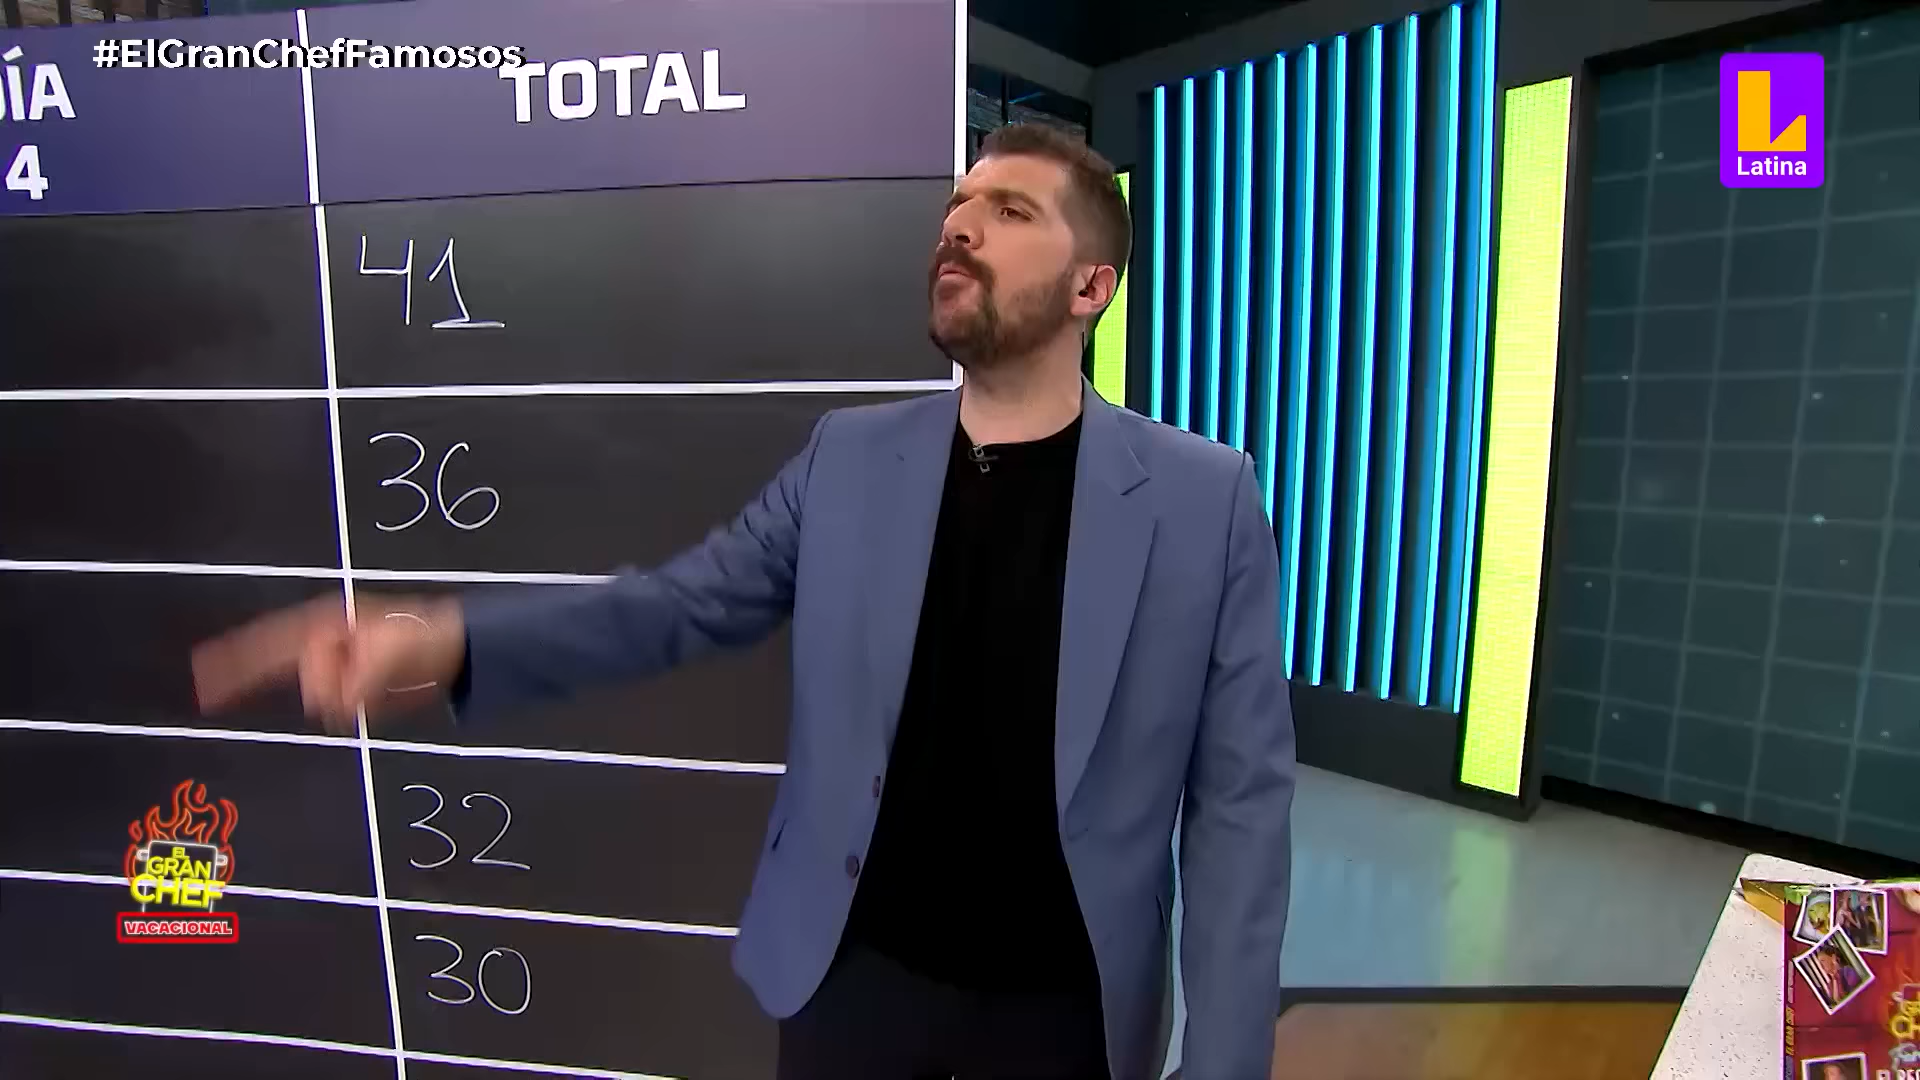 #ElGranChefFamosos
DÍA
4
TOTAL
Latina
41
36
32
30
EL
GRAN
CHEF
VACACIONAL